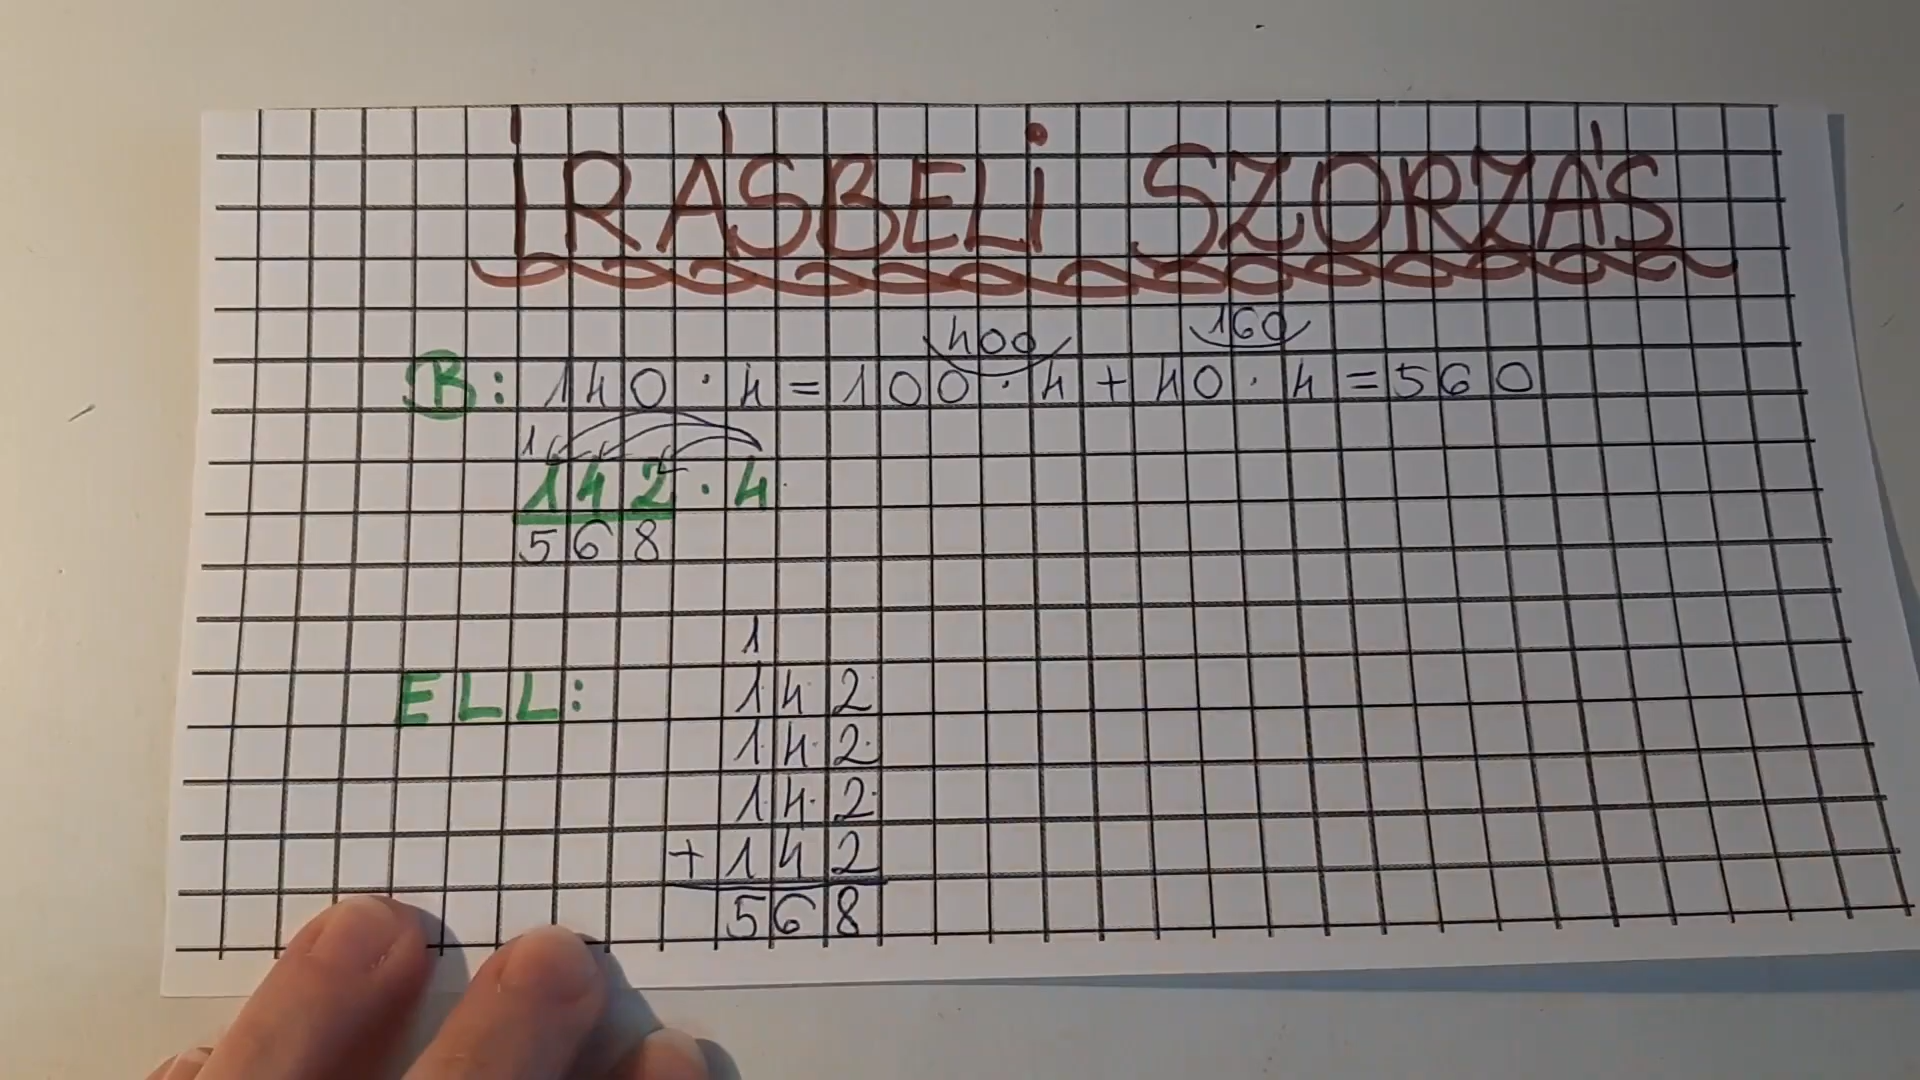 ÍRÁSBELI SZORZÁS
400 160
B: 140 · 4 = 100 · 4 + 40 · 4 = 560
1
142 · 4
568
1
ELL: 142
142
142
+ 142
568